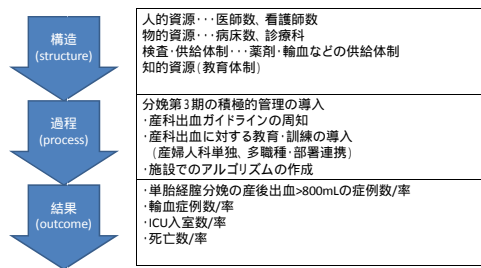 構造
(structure)
人的資源･･･医師数、看護師数
物的資源･･･病床数、診療科
検査･供給体制･･･薬剤･輸血などの供給体制
知的資源(教育体制)
過程
(process)
分娩第3期の積極的管理の導入
･産科出血ガイドラインの周知
･産科出血に対する教育･訓練の導入
(産婦人科単独、多職種･部署連携)
･施設でのアルゴリズムの作成
結果
(outcome)
･単胎経腟分娩の産後出血>800mLの症例数/率
･輸血症例数/率
･ICU入室数/率
･死亡数/率